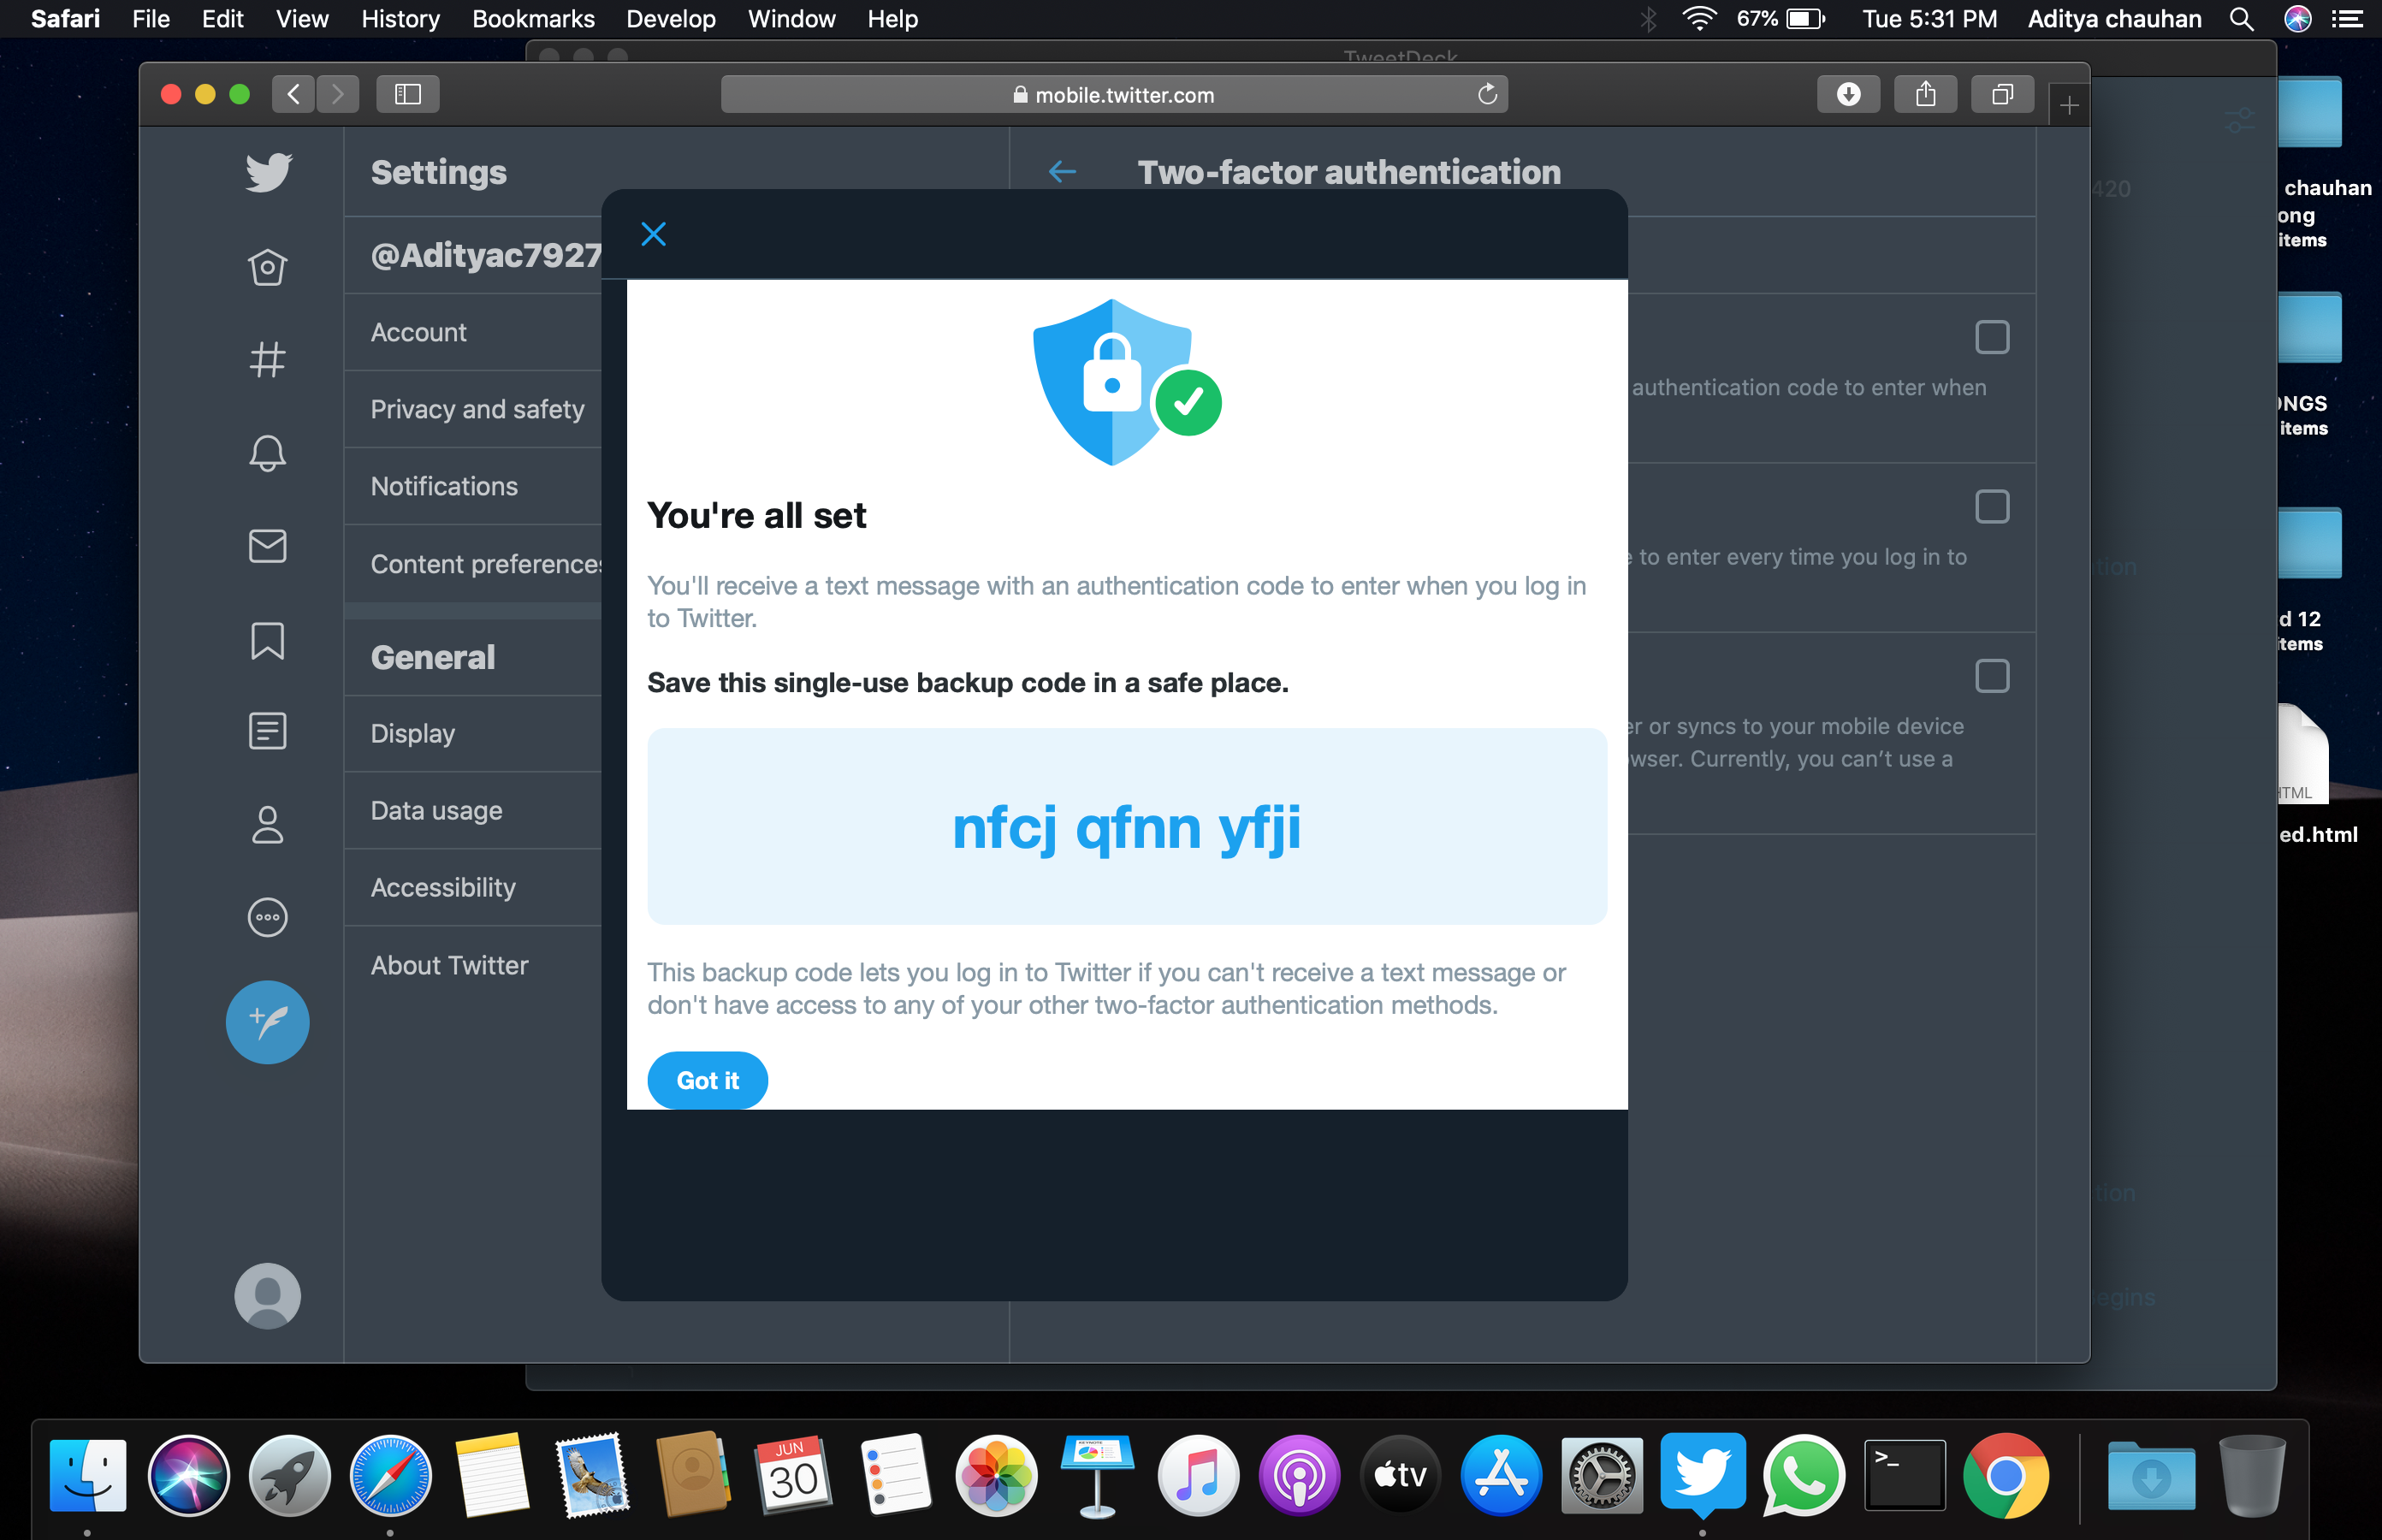 Safari File Edit View History Bookmarks Develop Window Help 67% Tue 5:31 PM Aditya chauhan
TweetDeck
mobile.twitter.com
Settings
Two-factor authentication
@Adityac7927
Account
Privacy and safety
Notifications
Content preferences
General
Display
Data usage
Accessibility
About Twitter
You're all set
You'll receive a text message with an authentication code to enter when you log in
to Twitter.
Save this single-use backup code in a safe place.
nfcj qfnn yfji
This backup code lets you log in to Twitter if you can't receive a text message or
don't have access to any of your other two-factor authentication methods.
Got it
authentication code to enter when
e to enter every time you log in to
er or syncs to your mobile device
wser. Currently, you can’t use a
420
tion
tion
egins
chauhan
ong
items
ONGS
items
d 12
items
HTML
ed.html
JUN
30
KEYNOTE
tv
>_